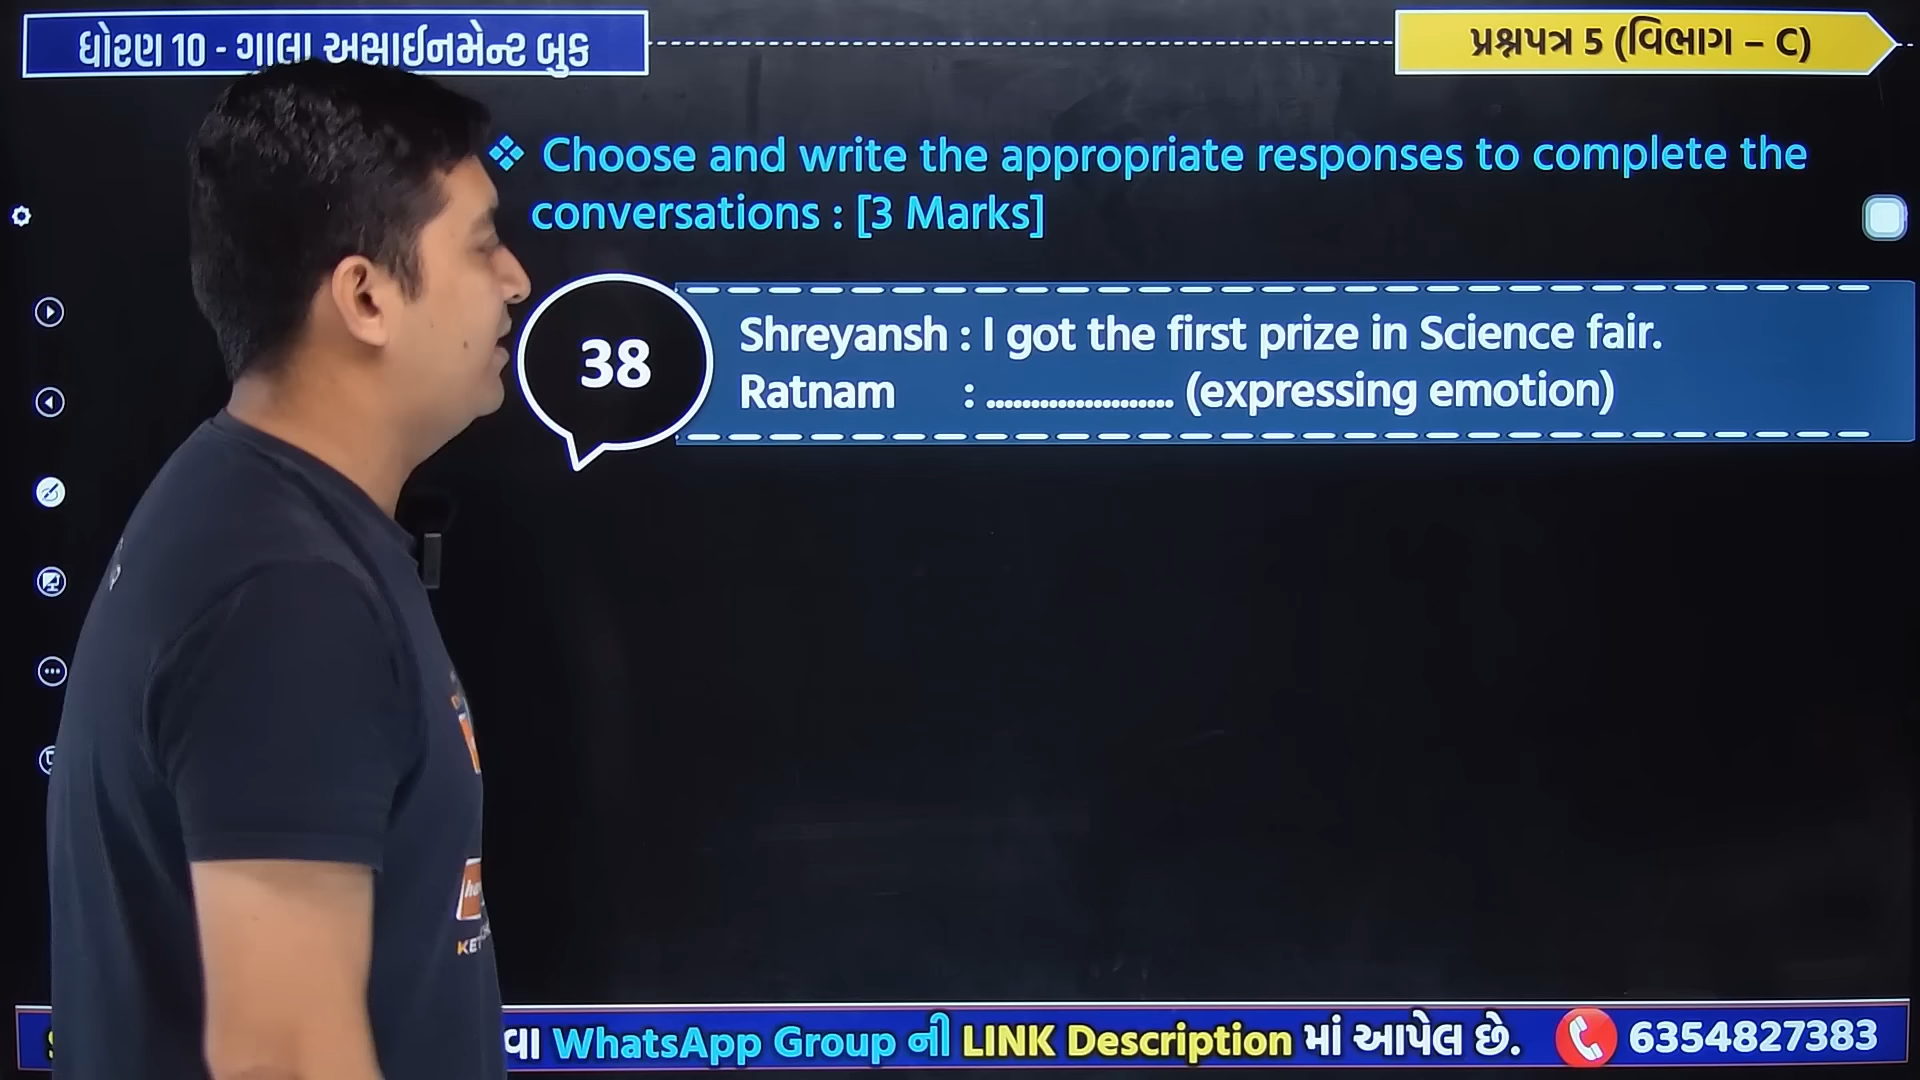 ધોરણ 10 - ગાલા અસાઈનમેન્ટ બુક
પ્રશ્નપત્ર 5 (વિભાગ – C)
❖ Choose and write the appropriate responses to complete the
conversations : [3 Marks]
38
Shreyansh : I got the first prize in Science fair.
Ratnam : ..................... (expressing emotion)
WhatsApp Group ની LINK Description માં આપેલ છે.
6354827383